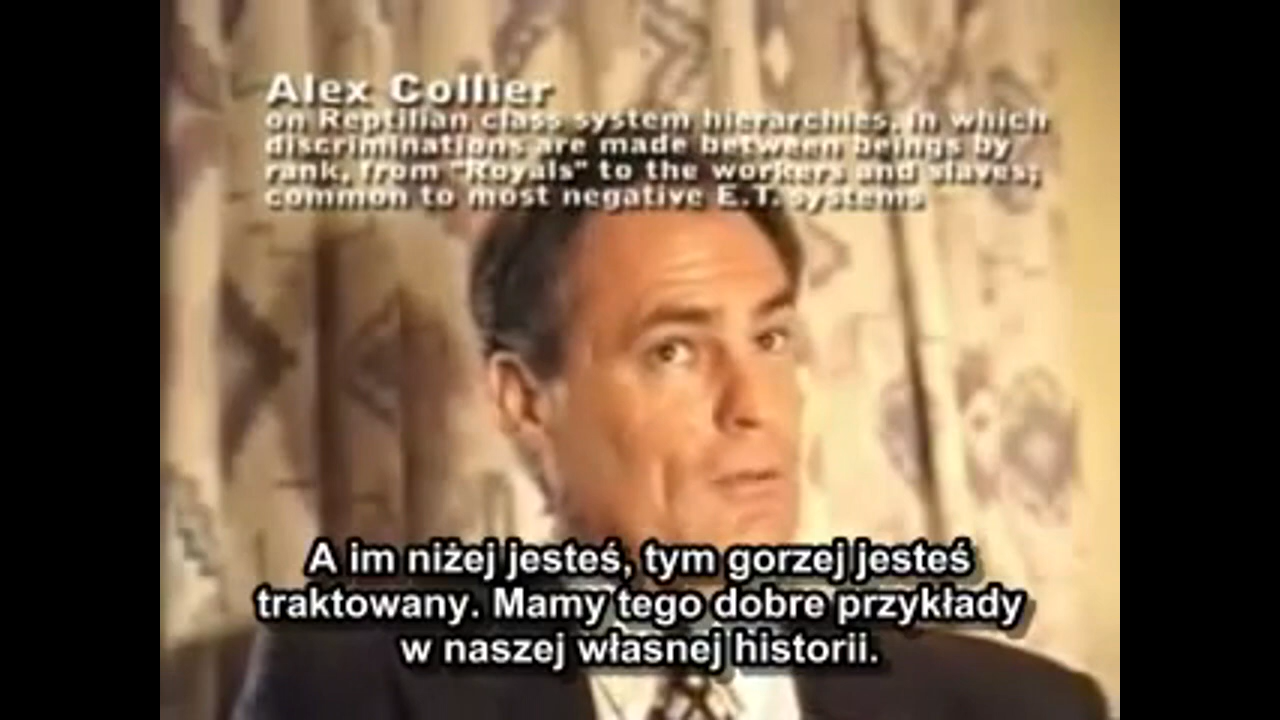 Alex Collier
on Reptilian class system hierarchies, in which
discriminations are made between beings by
rank, from "Royals" to the workers and slaves;
common to most negative E.T. systems
A im niżej jesteś, tym gorzej jesteś
traktowany. Mamy tego dobre przykłady
w naszej własnej historii.